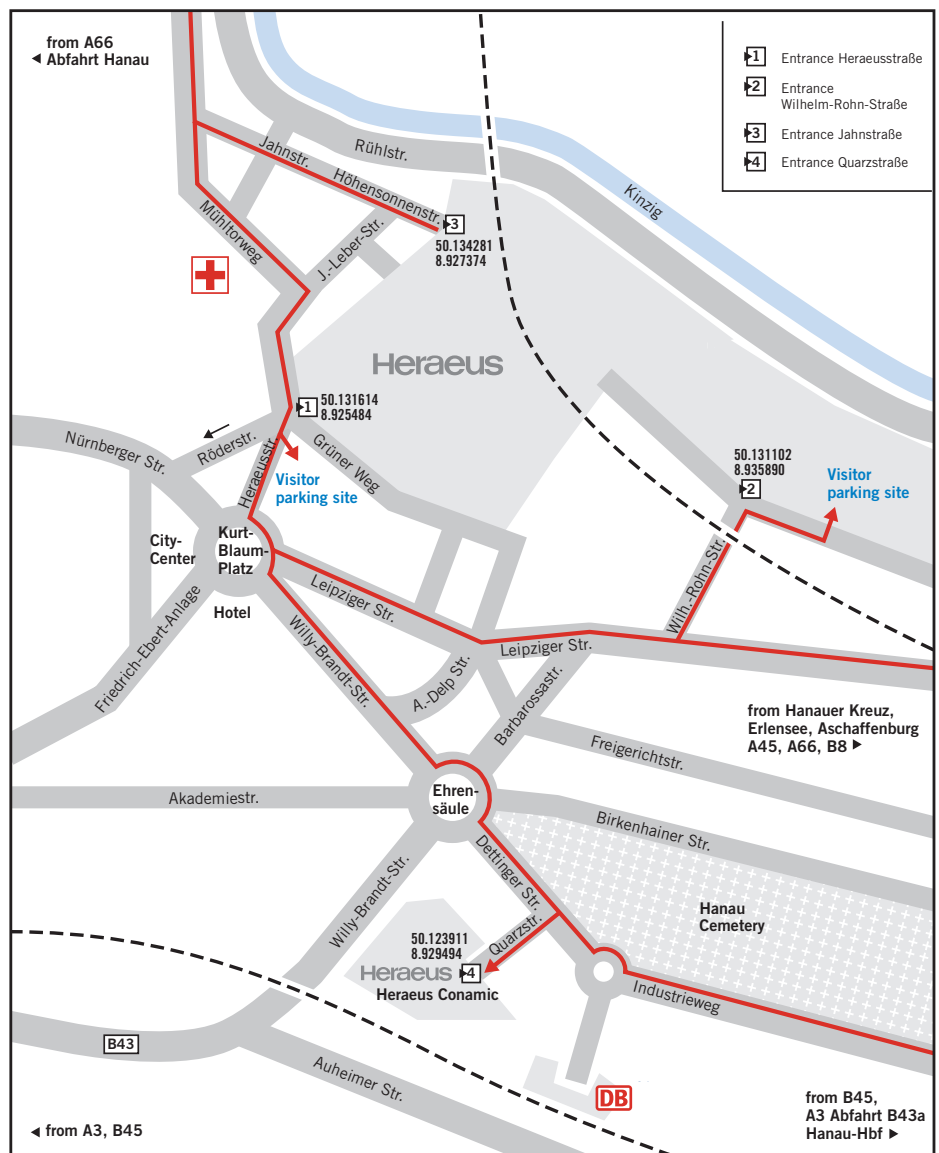 from A66
◄ Abfahrt Hanau
1 Entrance Heraeusstraße
2 Entrance
Wilhelm-Rohn-Straße
3 Entrance Jahnstraße
4 Entrance Quarzstraße
Jahnstr.
Rühlstr.
Höhensonnenstr.
Kinzig
Mühltorweg
J.-Leber-Str.
3
50.134281
8.927374
Heraeus
1
50.131614
8.925484
Nürnberger Str.
Röderstr.
Heraeusstr.
Grüner Weg
Visitor
parking site
50.131102
8.935890
2
Visitor
parking site
City-
Center
Kurt-
Blaum-
Platz
Hotel
Leipziger Str.
Wilh.-Rohn-Str.
Friedrich-Ebert-Anlage
Willy-Brandt-Str.
A.-Delp Str.
Leipziger Str.
Barbarossastr.
from Hanauer Kreuz,
Erlensee, Aschaffenburg
A45, A66, B8 ►
Freigerichtstr.
Akademiestr.
Ehren-
säule
Birkenhainer Str.
Dettinger Str.
Willy-Brandt-Str.
Hanau
Cemetery
Quarzstr.
50.123911
8.929494
Heraeus 4
Heraeus Conamic
Industrieweg
B43
Auheimer Str.
DB
from B45,
A3 Abfahrt B43a
Hanau-Hbf ►
◄ from A3, B45